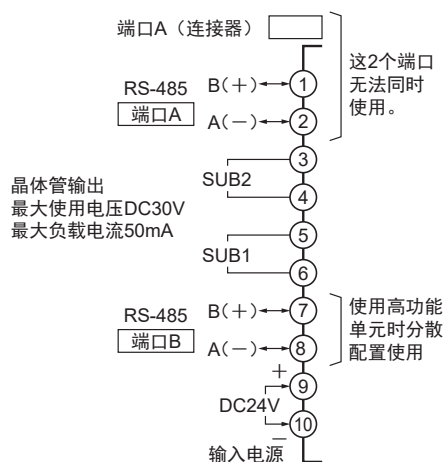 端口A（连接器）
这2个端口
无法同时
使用。
RS-485
端口A
B(+)
①
A(−)
②
③
SUB2
④
晶体管输出
最大使用电压DC30V
最大负载电流50mA
⑤
SUB1
⑥
RS-485
端口B
B(+)
⑦
A(−)
⑧
使用高功能
单元时分散
配置使用
+
⑨
DC24V
⑩
−
输入电源